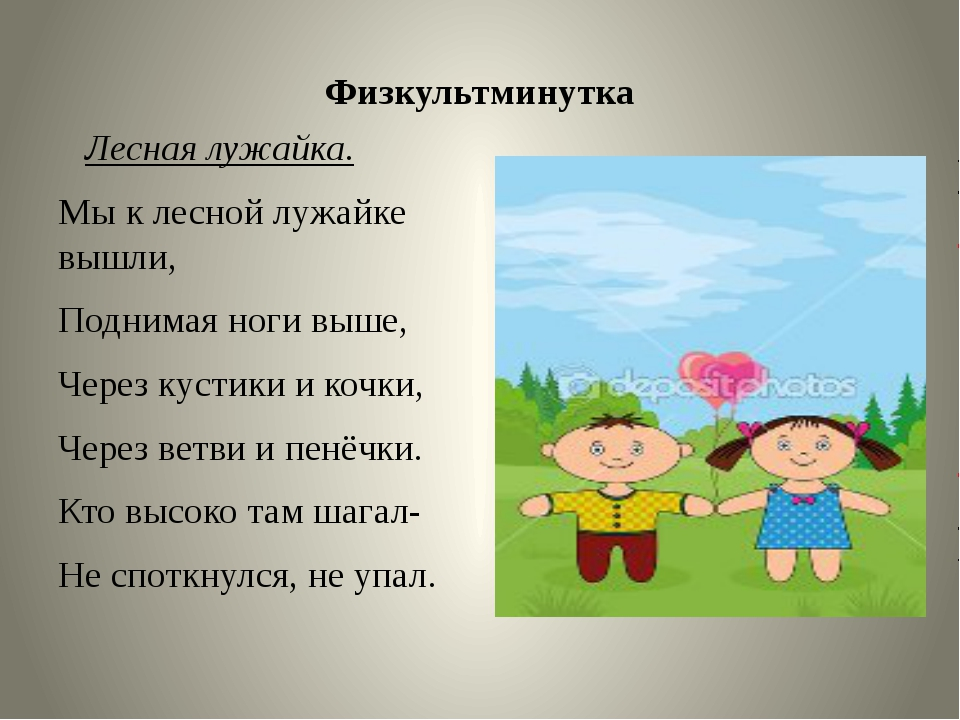 Физкультминутка
Лесная лужайка.
Мы к лесной лужайке
вышли,
Поднимая ноги выше,
Через кустики и кочки,
Через ветви и пенёчки.
Кто высоко там шагал-
Не споткнулся, не упал.
depositphotos